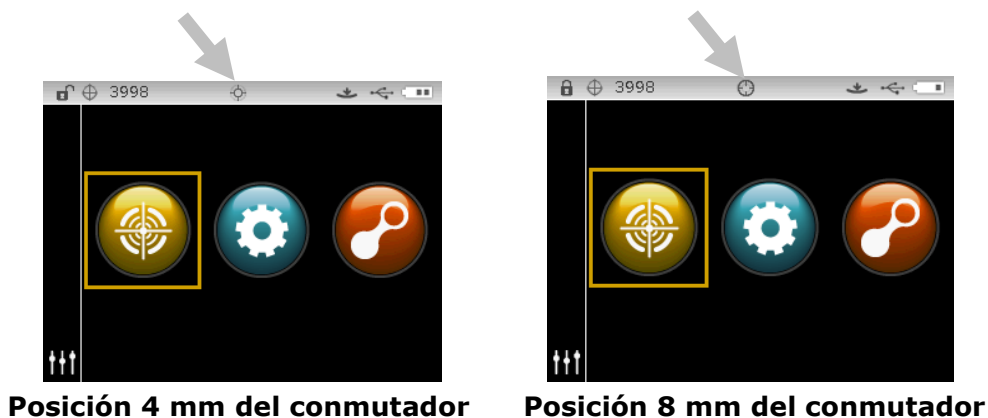 3998
3998
Posición 4 mm del conmutador
Posición 8 mm del conmutador